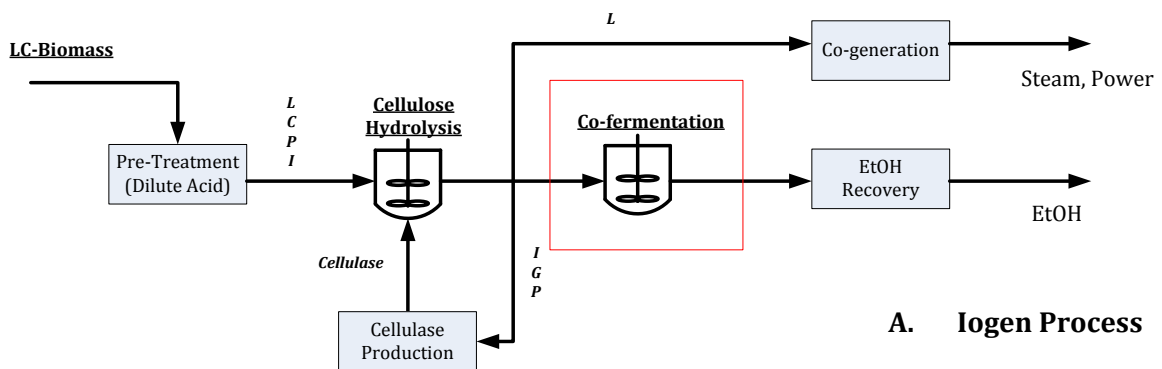 L
LC-Biomass
Co-generation
Steam, Power
L
C
P
I
Cellulose
Hydrolysis
Co-fermentation
Pre-Treatment
(Dilute Acid)
EtOH
Recovery
EtOH
Cellulase
I
G
P
Cellulase
Production
A. Iogen Process